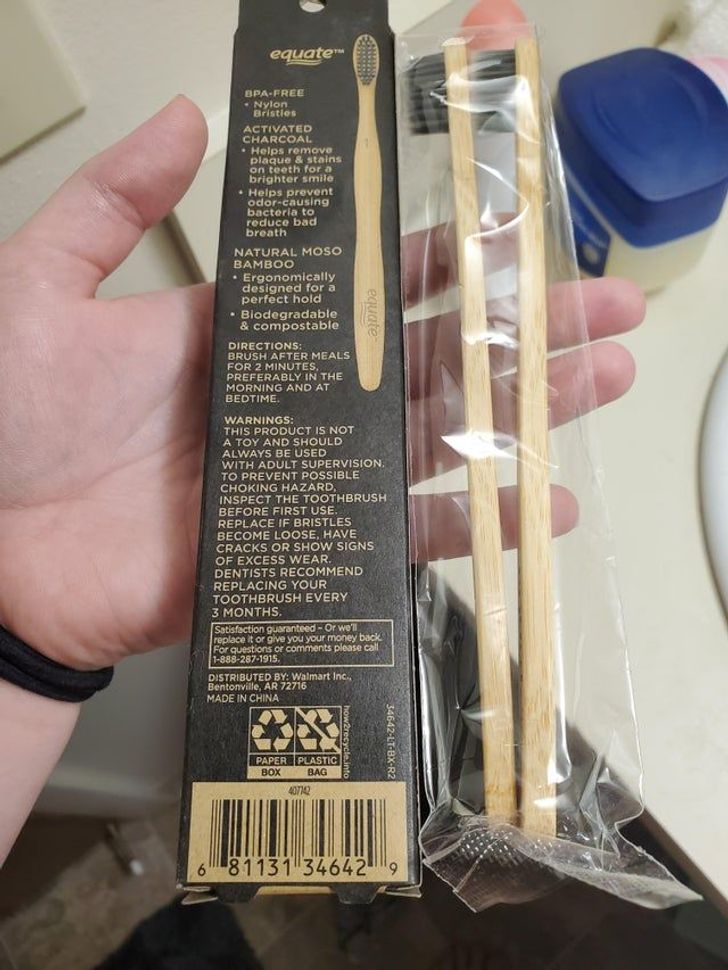 equate™
BPA-FREE
• Nylon
Bristles
ACTIVATED
CHARCOAL
• Helps remove
plaque & stains
on teeth for a
brighter smile
• Helps prevent
odor-causing
bacteria to
reduce bad
breath
NATURAL MOSO
BAMBOO
• Ergonomically
designed for a
perfect hold
• Biodegradable
& compostable
equate
DIRECTIONS:
BRUSH AFTER MEALS
FOR 2 MINUTES,
PREFERABLY IN THE
MORNING AND AT
BEDTIME.
WARNINGS:
THIS PRODUCT IS NOT
A TOY AND SHOULD
ALWAYS BE USED
WITH ADULT SUPERVISION.
TO PREVENT POSSIBLE
CHOKING HAZARD,
INSPECT THE TOOTHBRUSH
BEFORE FIRST USE.
REPLACE IF BRISTLES
BECOME LOOSE, HAVE
CRACKS OR SHOW SIGNS
OF EXCESS WEAR.
DENTISTS RECOMMEND
REPLACING YOUR
TOOTHBRUSH EVERY
3 MONTHS.
Satisfaction guaranteed – Or we'll
replace it or give you your money back.
For questions or comments please call
1-888-287-1915.
DISTRIBUTED BY: Walmart Inc.,
Bentonville, AR 72716
MADE IN CHINA
PAPER PLASTIC
BOX BAG
how2recycle.info
34642-LT-BX-R2
407742
6 81131 34642 9